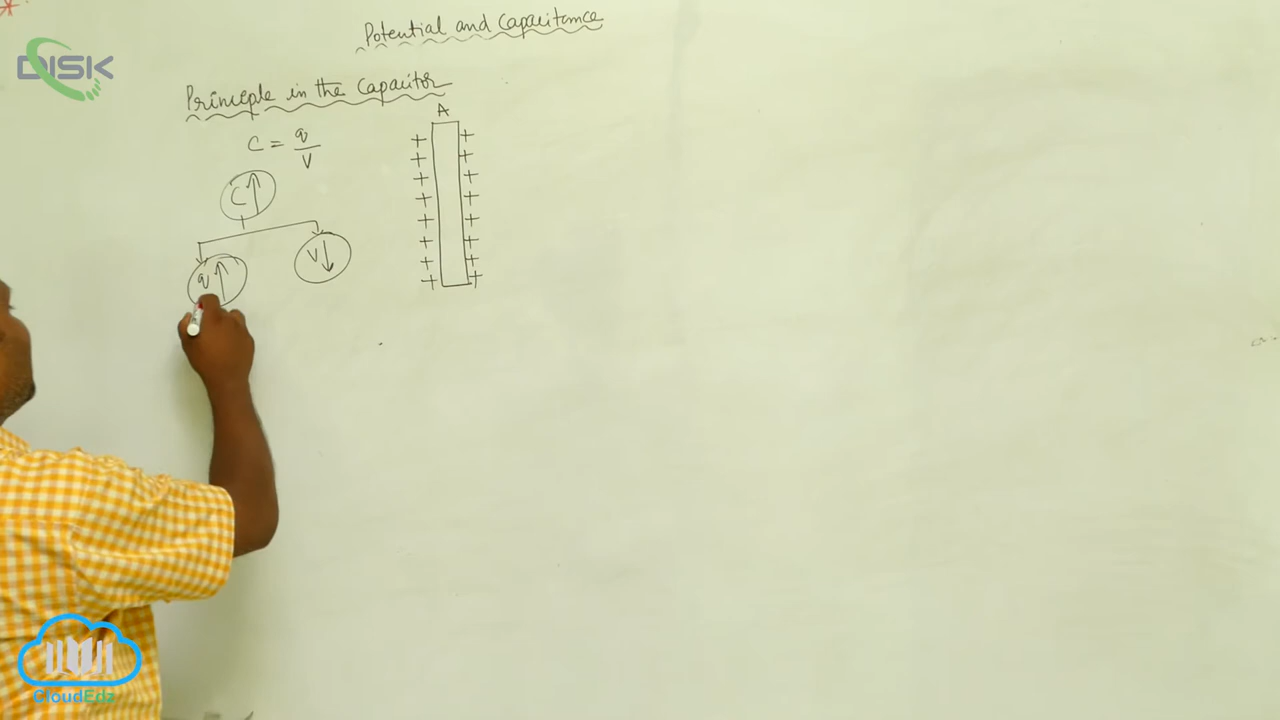 Potential and Capacitance
DISK
Principle in the Capacitor
A
C = q/V
C↑
q↑ V↓
+ +
+ +
+ +
+ +
+ +
+ +
+ +
+ +
CloudEdz